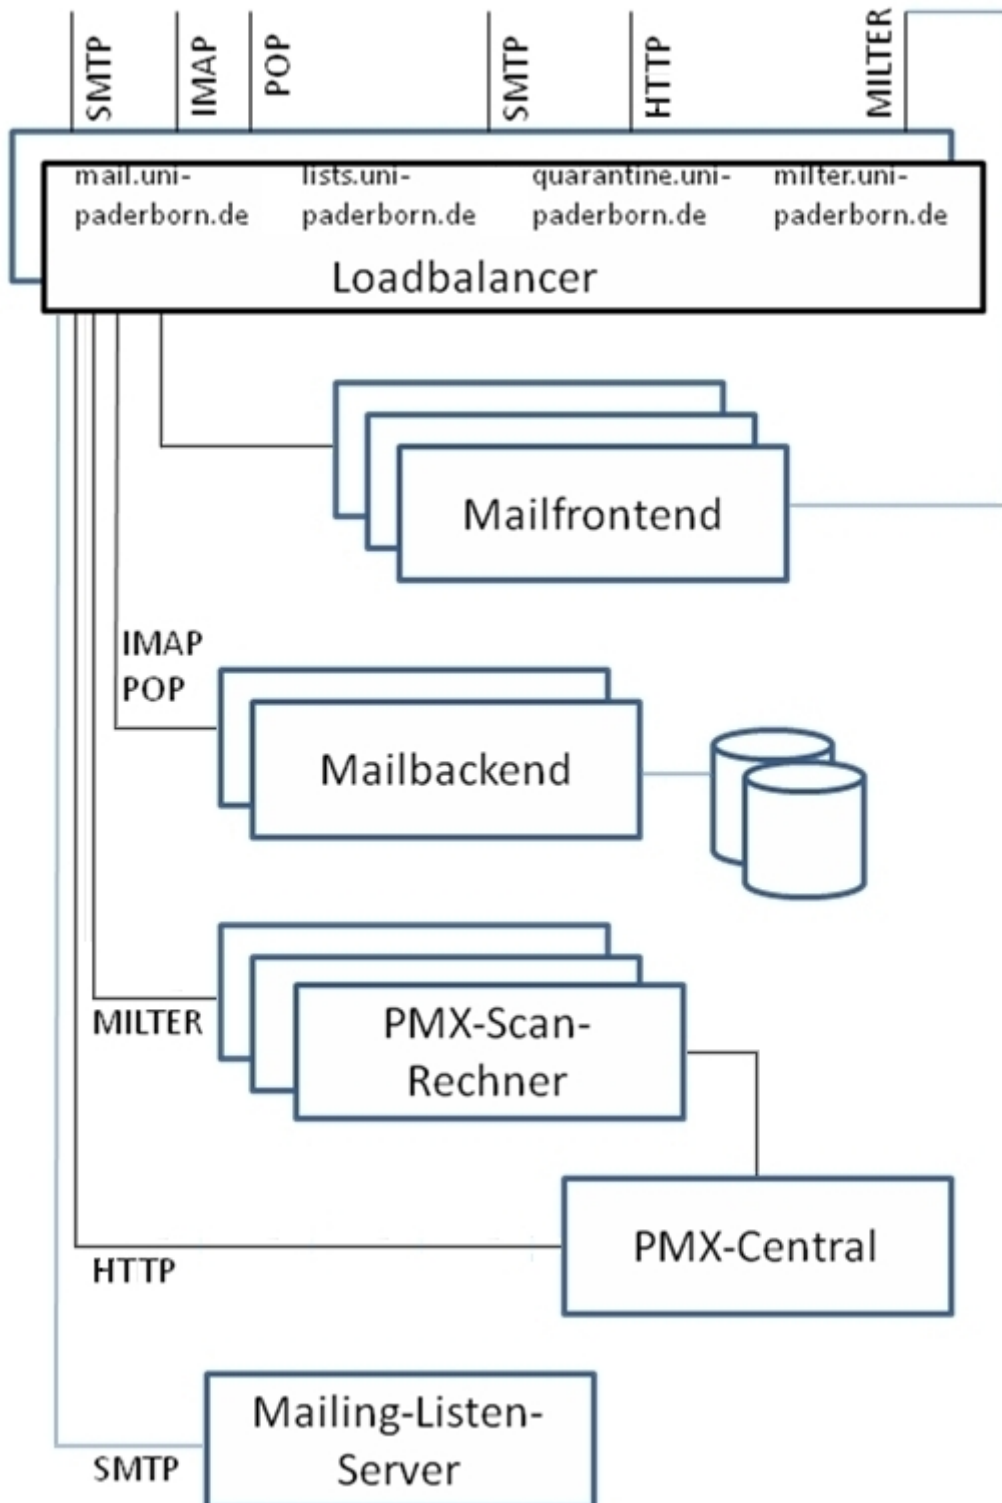 SMTP
IMAP
POP
SMTP
HTTP
MILTER
mail.uni-
paderborn.de
lists.uni-
paderborn.de
quarantine.uni-
paderborn.de
milter.uni-
paderborn.de
Loadbalancer
Mailfrontend
IMAP
POP
Mailbackend
MILTER
PMX-Scan-
Rechner
PMX-Central
HTTP
Mailing-Listen-
Server
SMTP